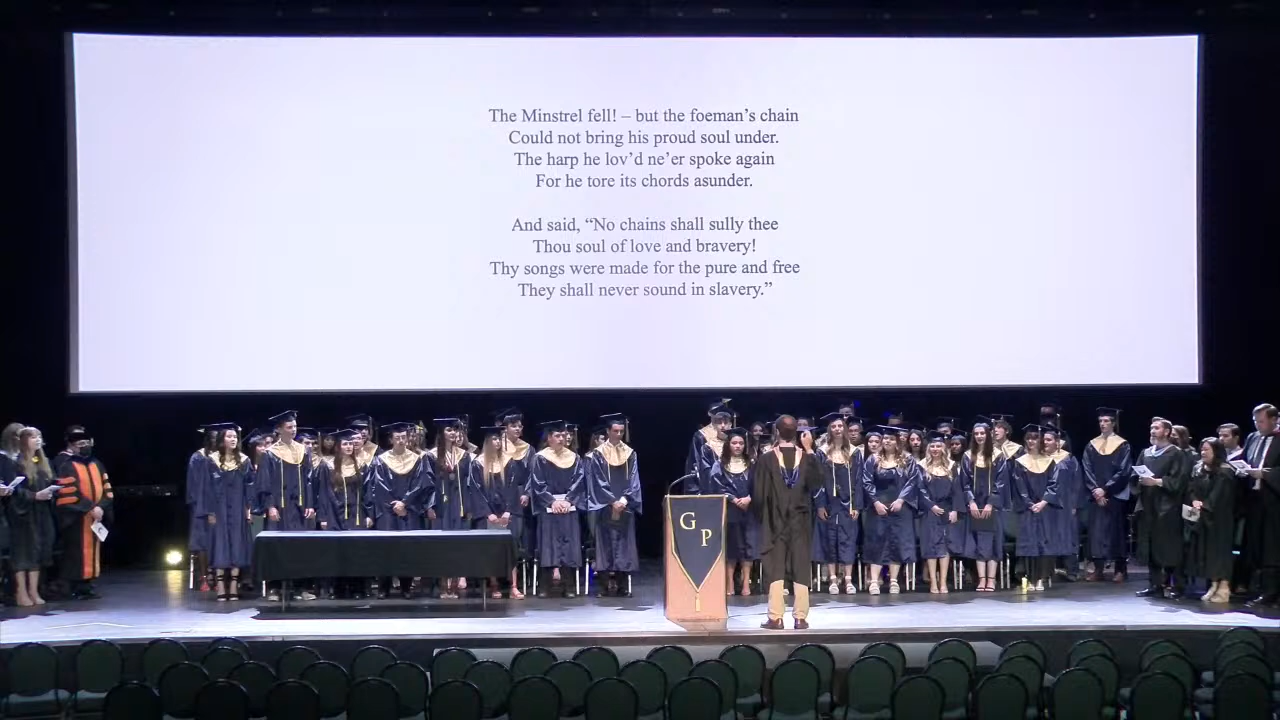 The Minstrel fell! – but the foeman’s chain
Could not bring his proud soul under.
The harp he lov’d ne’er spoke again
For he tore its chords asunder.
And said, “No chains shall sully thee
Thou soul of love and bravery!
Thy songs were made for the pure and free
They shall never sound in slavery.”
G P